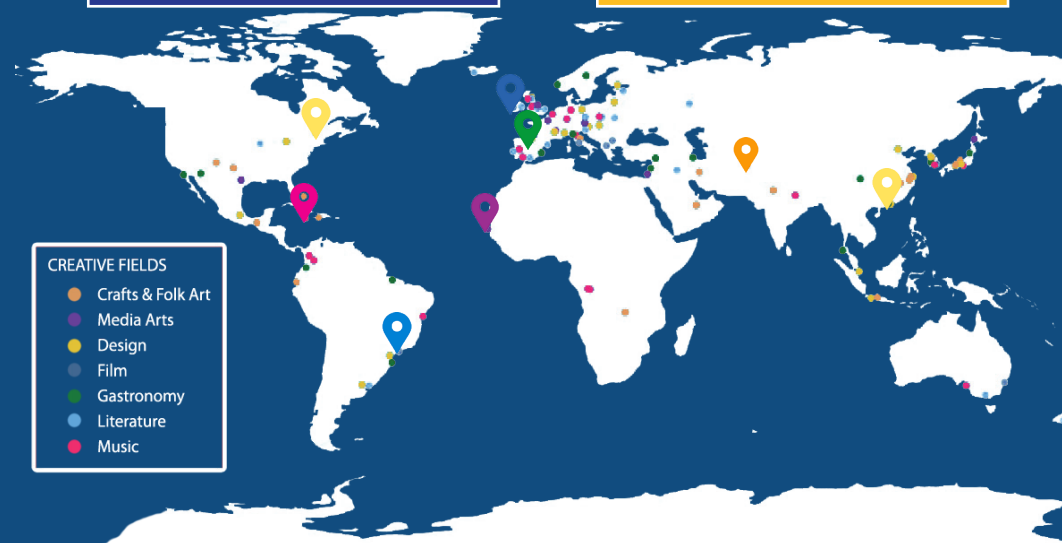 CREATIVE FIELDS
Crafts & Folk Art
Media Arts
Design
Film
Gastronomy
Literature
Music